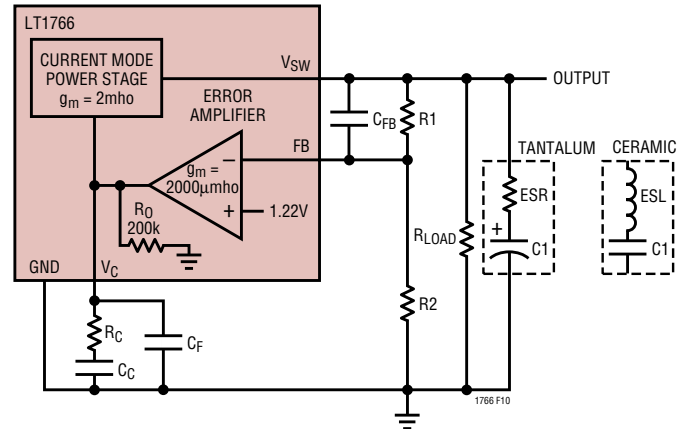 LT1766
CURRENT MODE
POWER STAGE
gm = 2mho
VSW
OUTPUT
ERROR
AMPLIFIER
CFB
R1
FB
TANTALUM
CERAMIC
–
gm =
2000μmho
+
1.22V
RO
200k
RLOAD
ESR
ESL
+
C1
C1
GND
VC
R2
RC
CF
CC
1766 F10